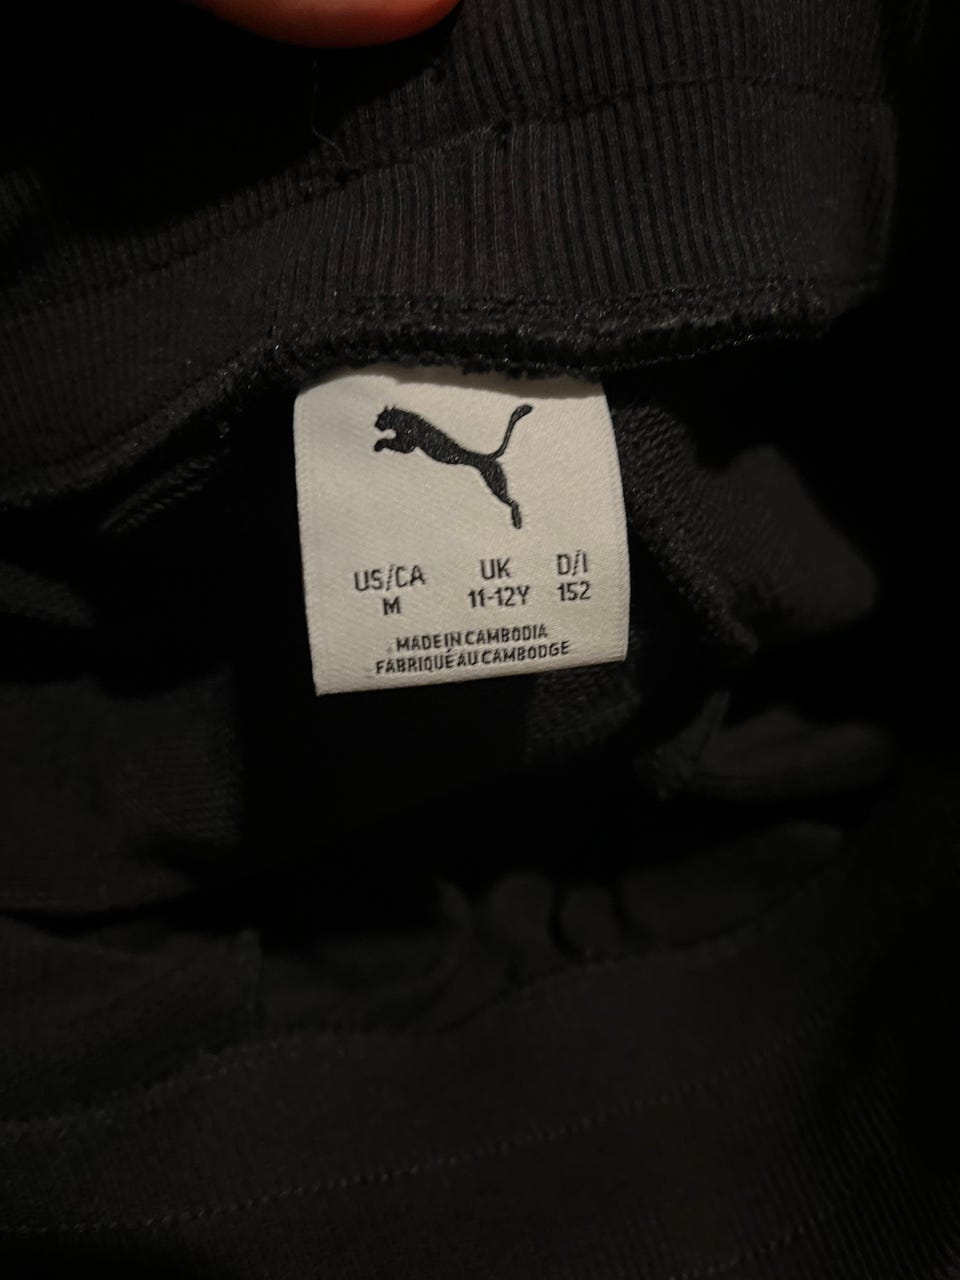 US/CA UK D/I
M 11-12Y 152
MADE IN CAMBODIA
FABRIQUÉ AU CAMBODGE